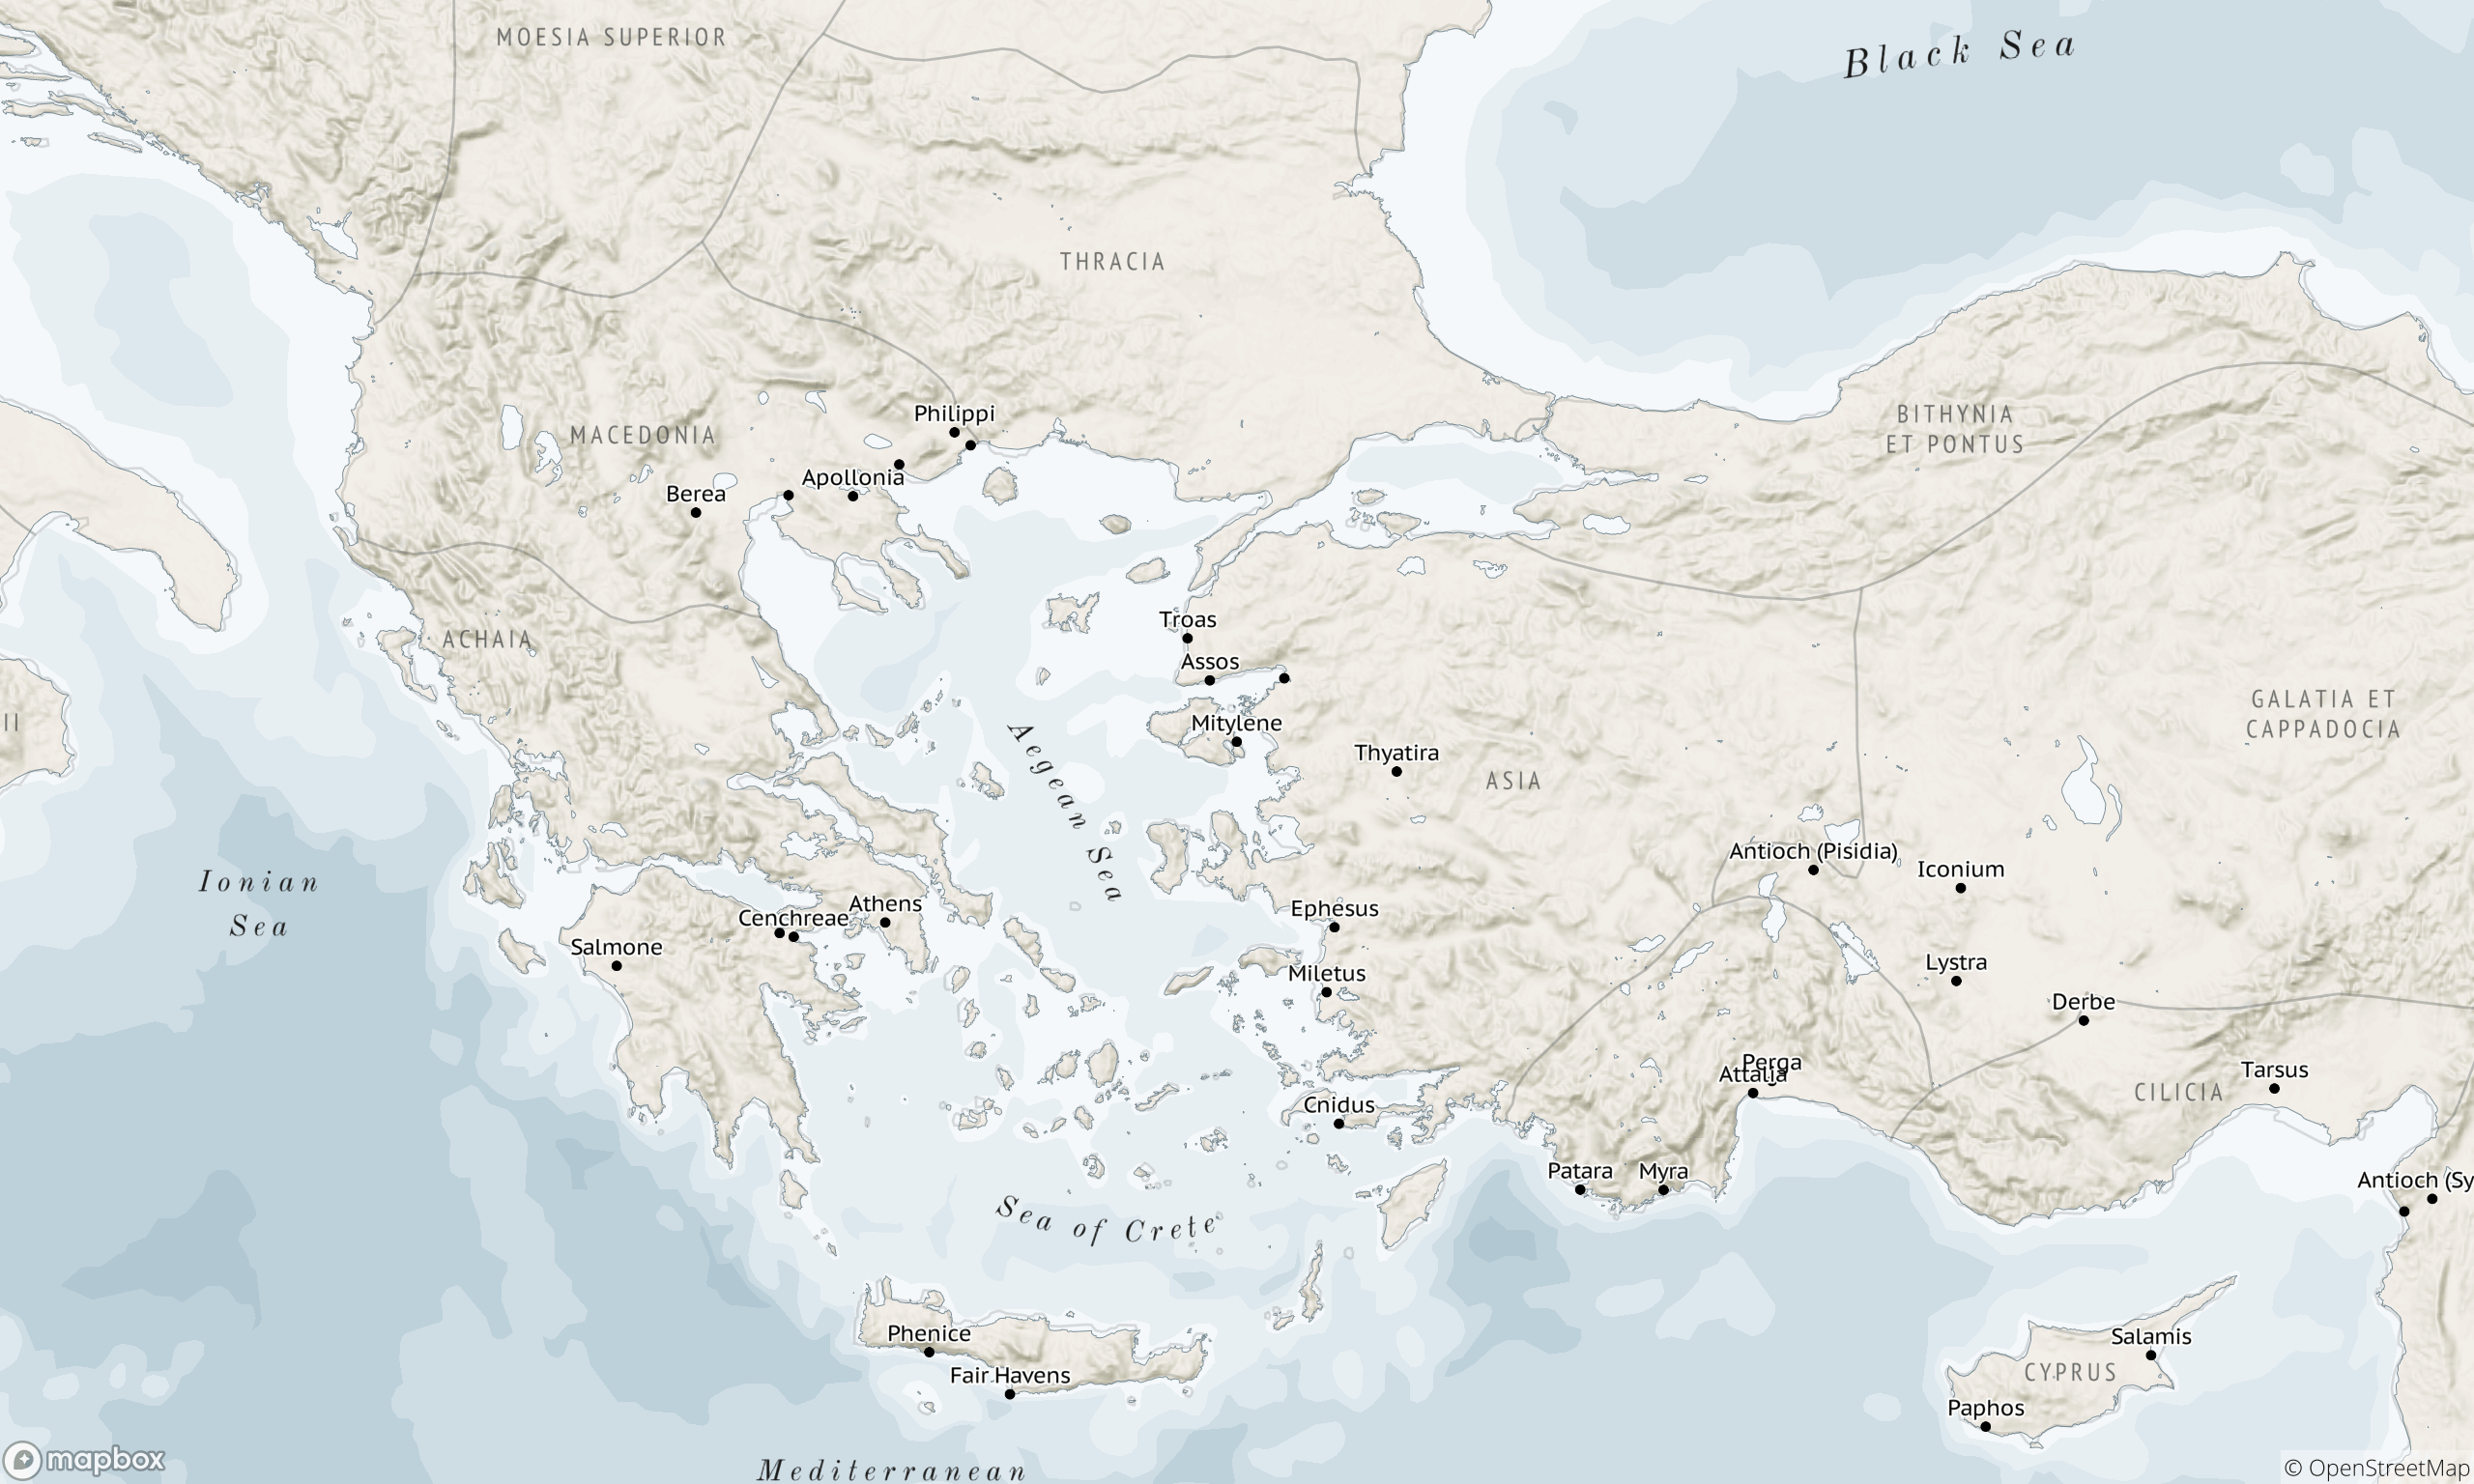 MOESIA SUPERIOR
Black Sea
THRACIA
Philippi
MACEDONIA
BITHYNIA
ET PONTUS
Apollonia
Berea
Troas
ACHAIA
Assos
GALATIA ET
CAPPADOCIA
II
Mitylene
Aegean Sea
Thyatira
ASIA
Antioch (Pisidia)
Iconium
Ionian
Sea
Athens
Cenchreae
Ephesus
Salmone
Lystra
Miletus
Derbe
Perga
Attalia
Tarsus
CILICIA
Cnidus
Patara
Myra
Antioch (Sy
Sea of Crete
Phenice
Salamis
Fair Havens
CYPRUS
Paphos
mapbox
Mediterranean
© OpenStreetMap